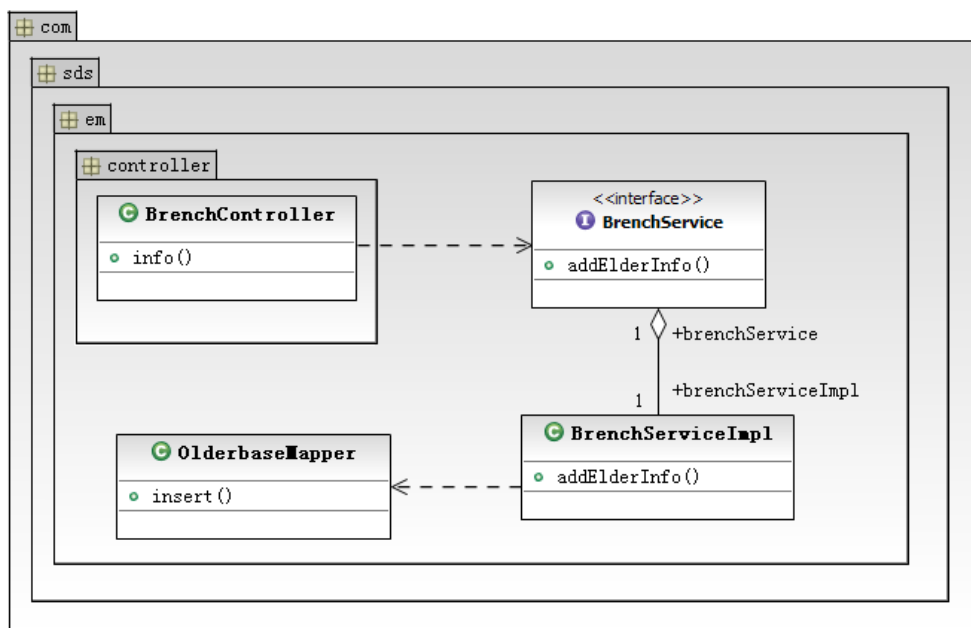 com
sds
em
controller
BrenchController
info()
<<interface>>
BrenchService
addElderInfo()
1
+brenchService
+brenchServiceImpl
1
BrenchServiceImpl
addElderInfo()
OlderbaseMapper
insert()